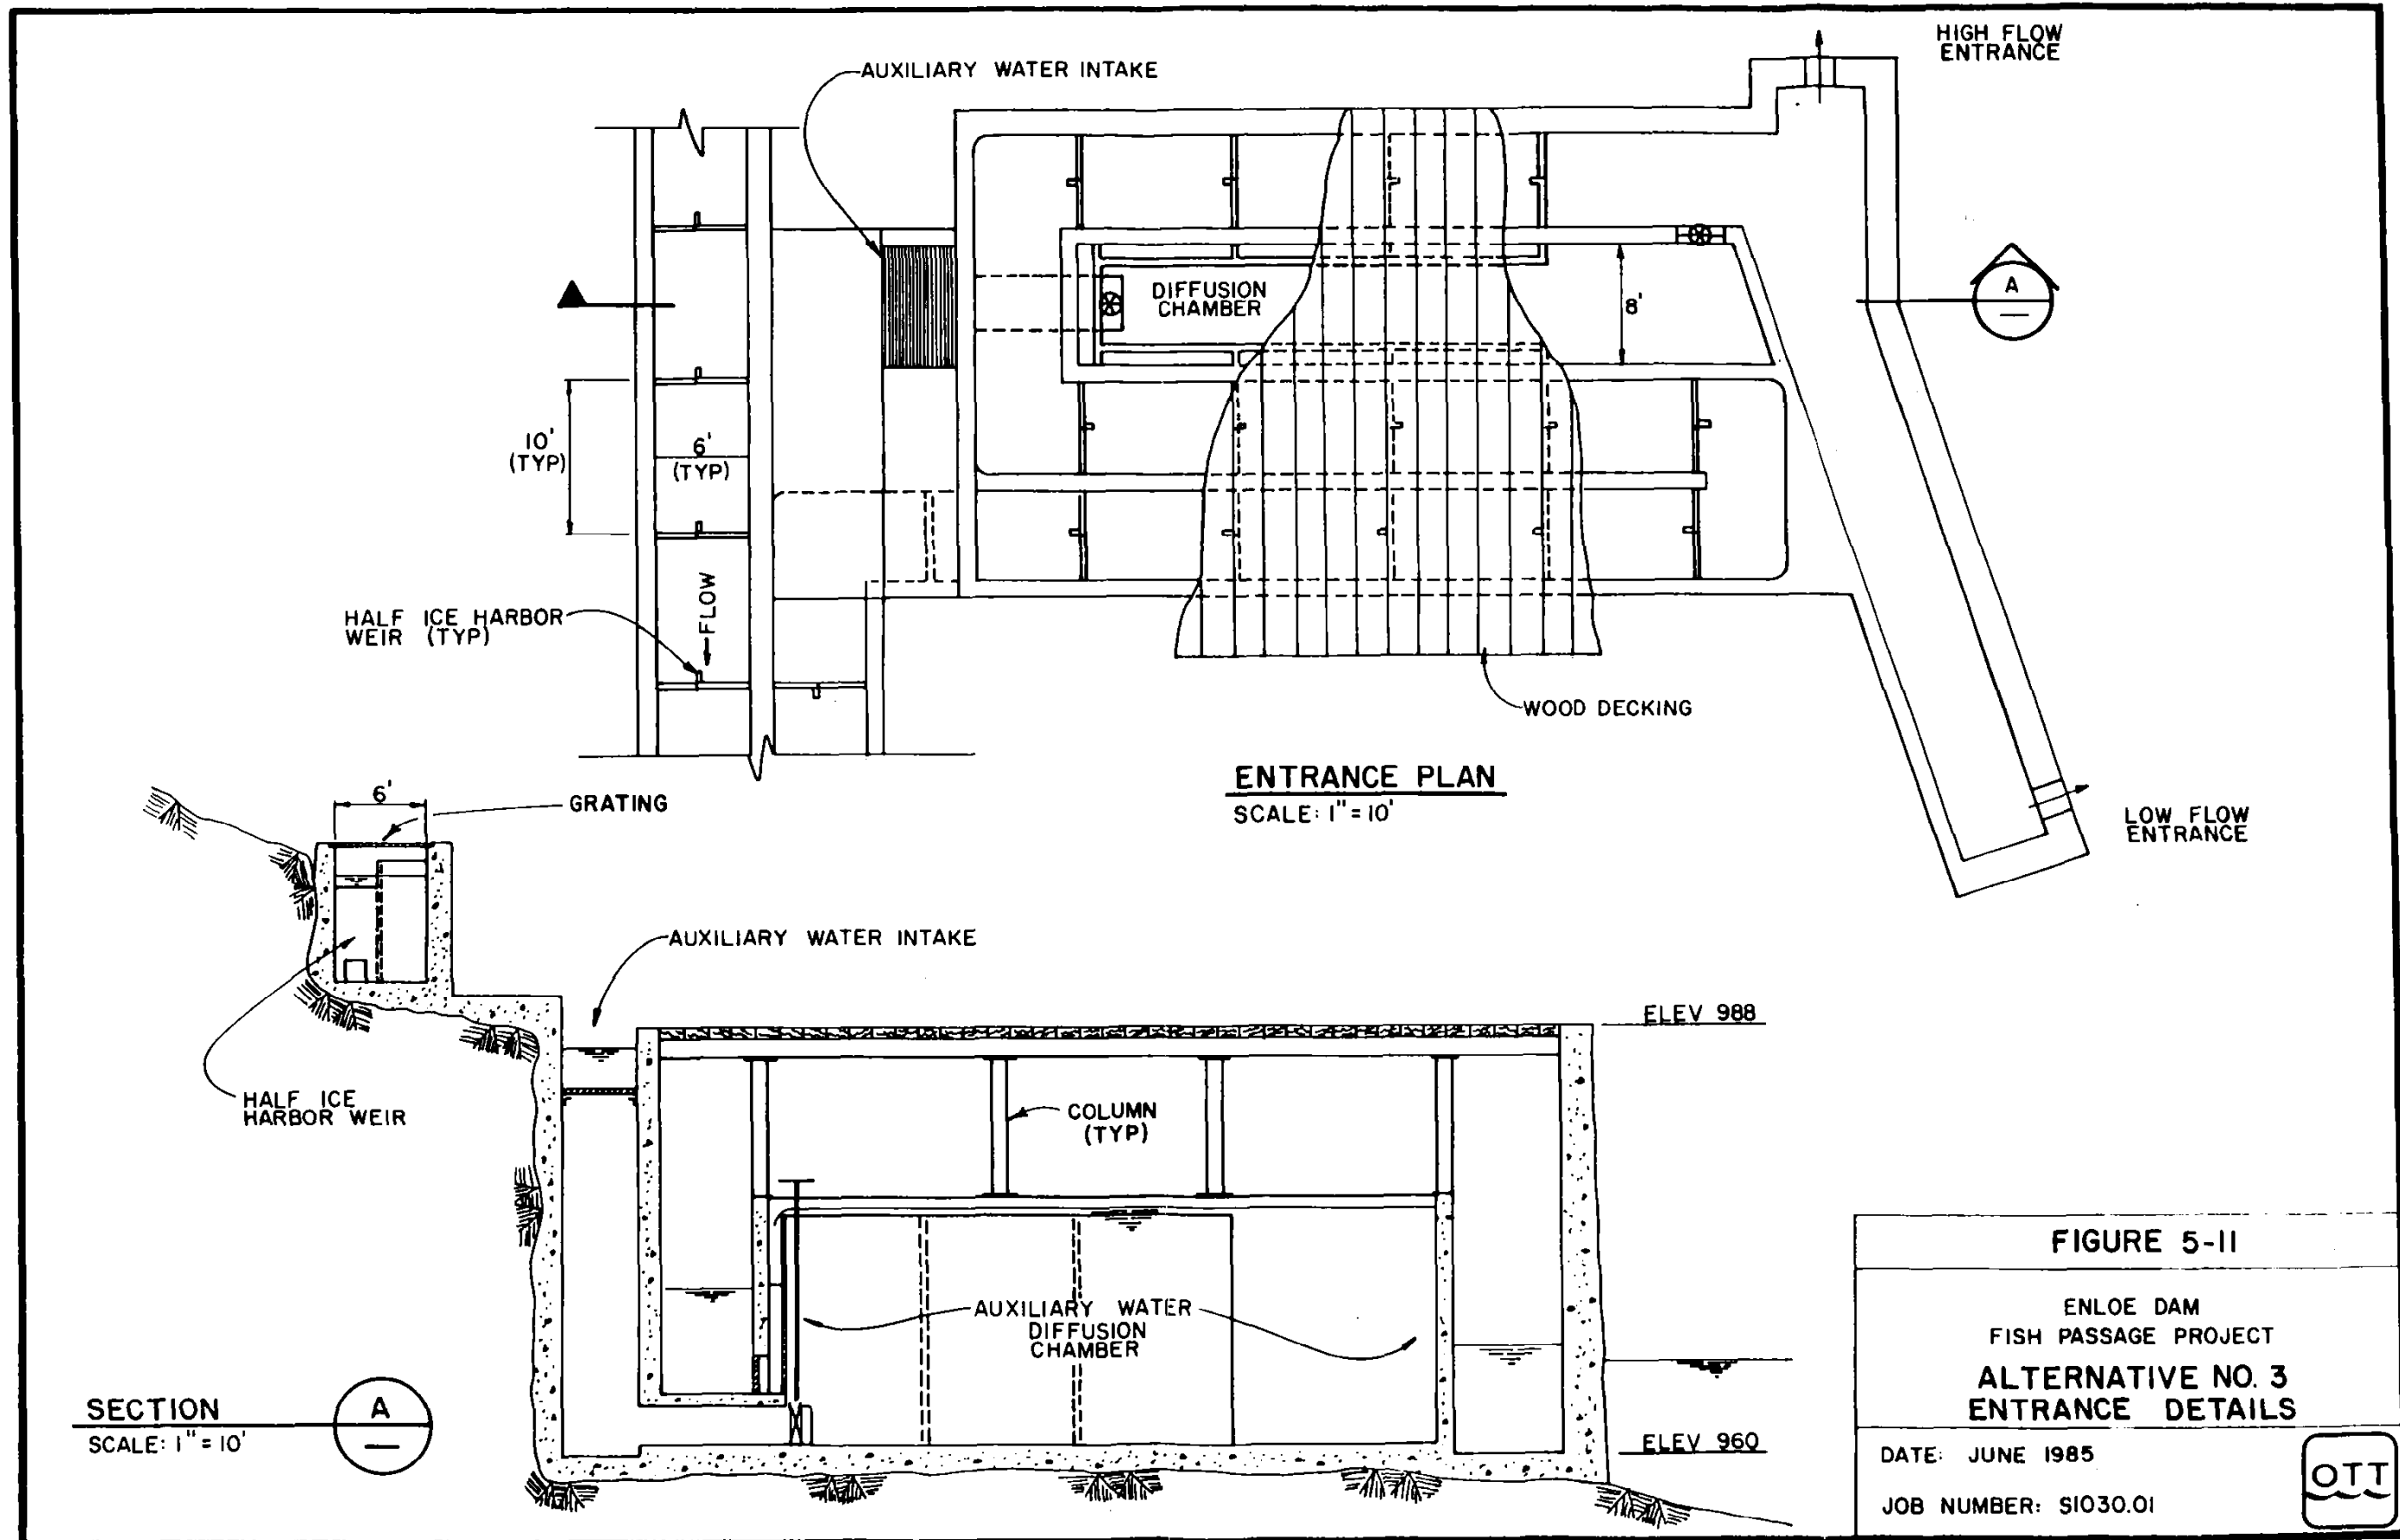 HIGH FLOW
ENTRANCE
AUXILIARY WATER INTAKE
DIFFUSION
CHAMBER
8'
A
10'
(TYP)
6'
(TYP)
FLOW
HALF ICE HARBOR
WEIR (TYP)
WOOD DECKING
ENTRANCE PLAN
SCALE: 1" = 10'
LOW FLOW
ENTRANCE
6'
GRATING
AUXILIARY WATER INTAKE
ELEV 988
HALF ICE
HARBOR WEIR
COLUMN
(TYP)
AUXILIARY WATER
DIFFUSION
CHAMBER
ELEV 960
SECTION
A
SCALE: 1" = 10'
FIGURE 5-11
ENLOE DAM
FISH PASSAGE PROJECT
ALTERNATIVE NO. 3
ENTRANCE DETAILS
DATE: JUNE 1985
JOB NUMBER: S1030.01
OTT